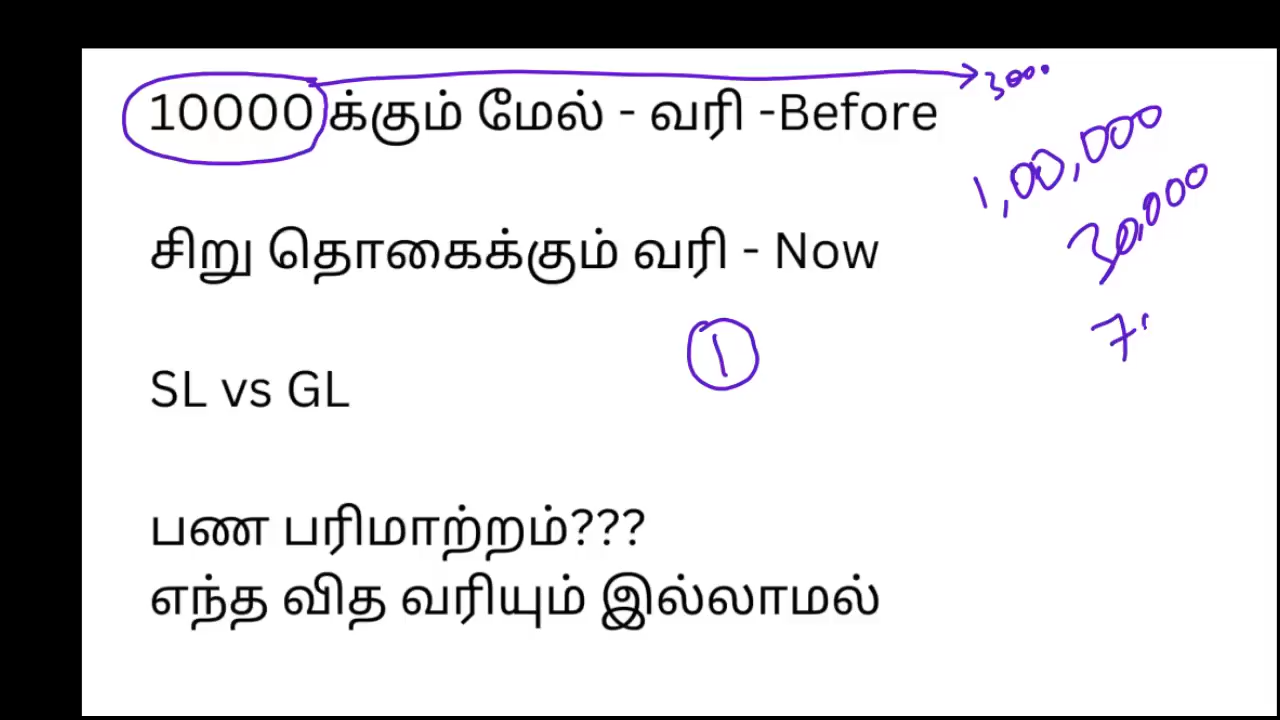 10000க்கும் மேல் - வரி -Before
3000
1,00,000
30,000
சிறு தொகைக்கும் வரி - Now
1
SL vs GL
பண பரிமாற்றம்???
எந்த வித வரியும் இல்லாமல்